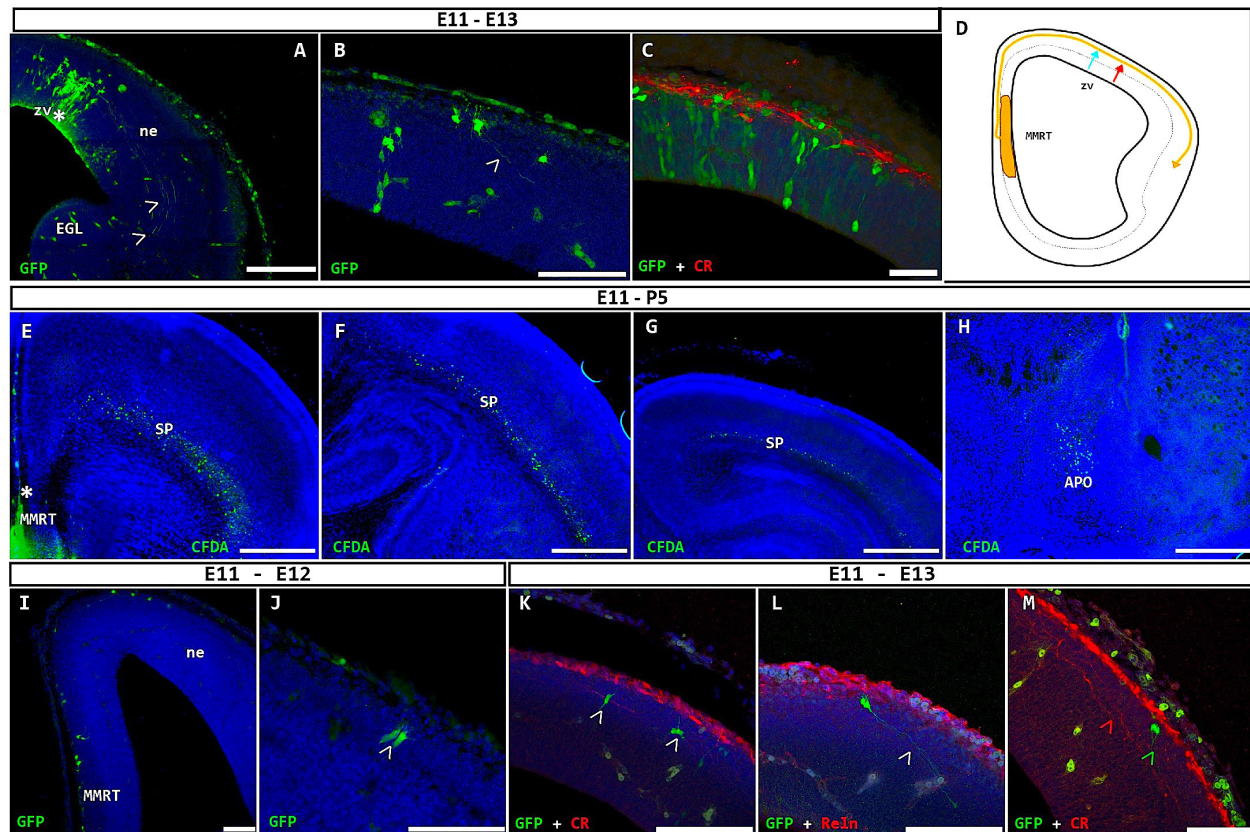 E11 - E13
A
zv
*
ne
>
>
EGL
GFP
B
>
GFP
C
GFP + CR
D
zv
MMRT
E11 - P5
E
SP
*
MMRT
CFDA
F
SP
CFDA
G
SP
CFDA
H
APO
CFDA
E11 - E12
E11 - E13
I
ne
MMRT
GFP
J
>
GFP
K
>
>
GFP + CR
L
>
GFP + Reln
M
>
>
GFP + CR